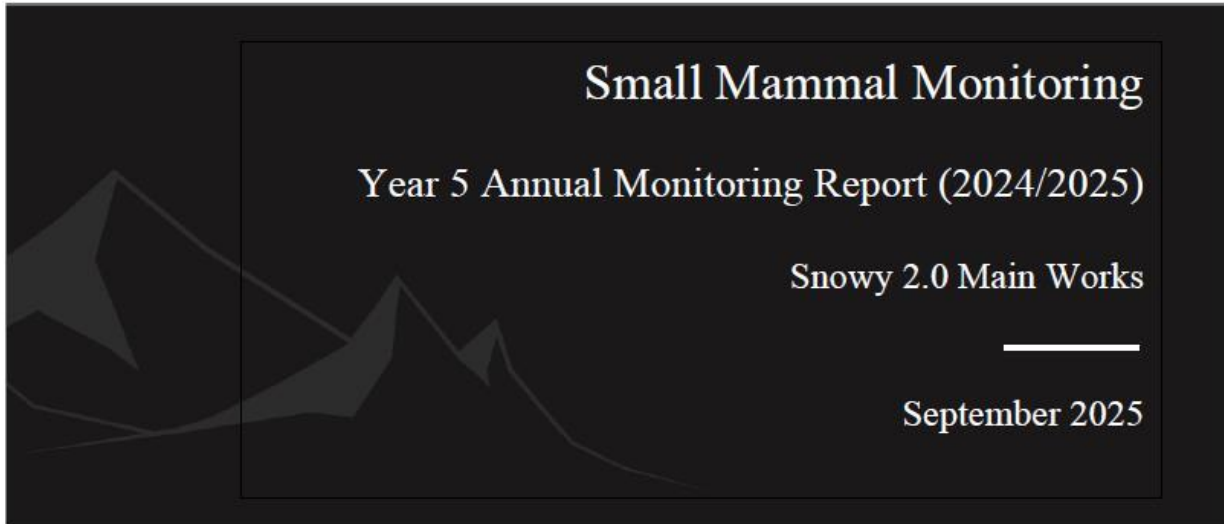 Small Mammal Monitoring
Year 5 Annual Monitoring Report (2024/2025)
Snowy 2.0 Main Works
September 2025